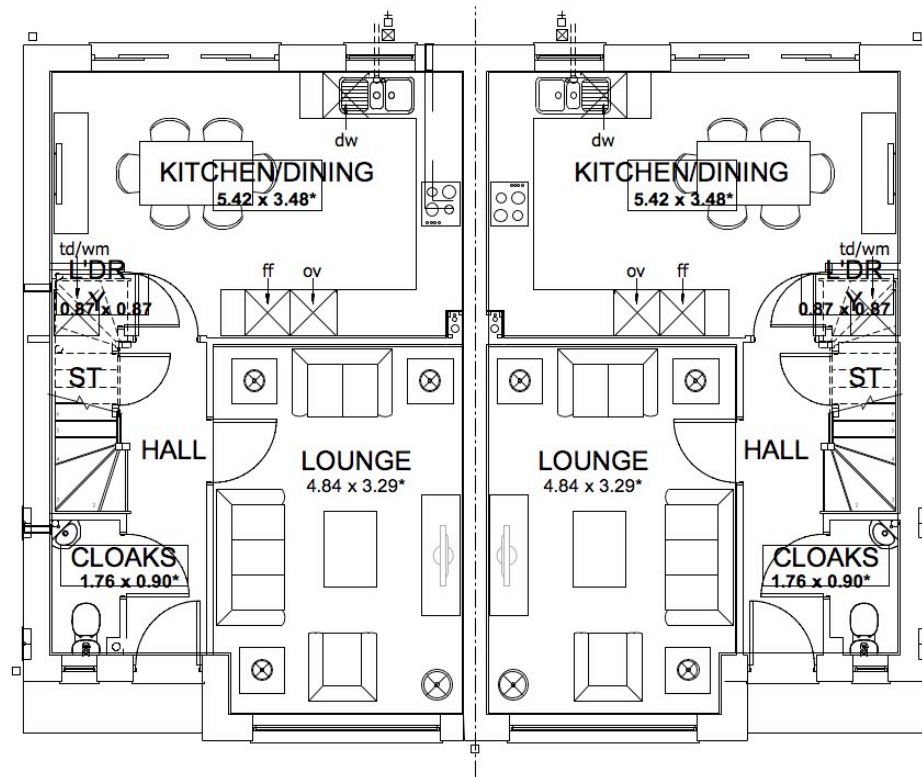 dw
dw
KITCHEN/DINING
5.42 x 3.48*
KITCHEN/DINING
5.42 x 3.48*
td/wm
L'DR
Y
0.87 x 0.87
ff
ov
ov
ff
td/wm
L'DR
Y
0.87 x 0.87
ST
ST
HALL
LOUNGE
4.84 x 3.29*
LOUNGE
4.84 x 3.29*
HALL
CLOAKS
1.76 x 0.90*
CLOAKS
1.76 x 0.90*